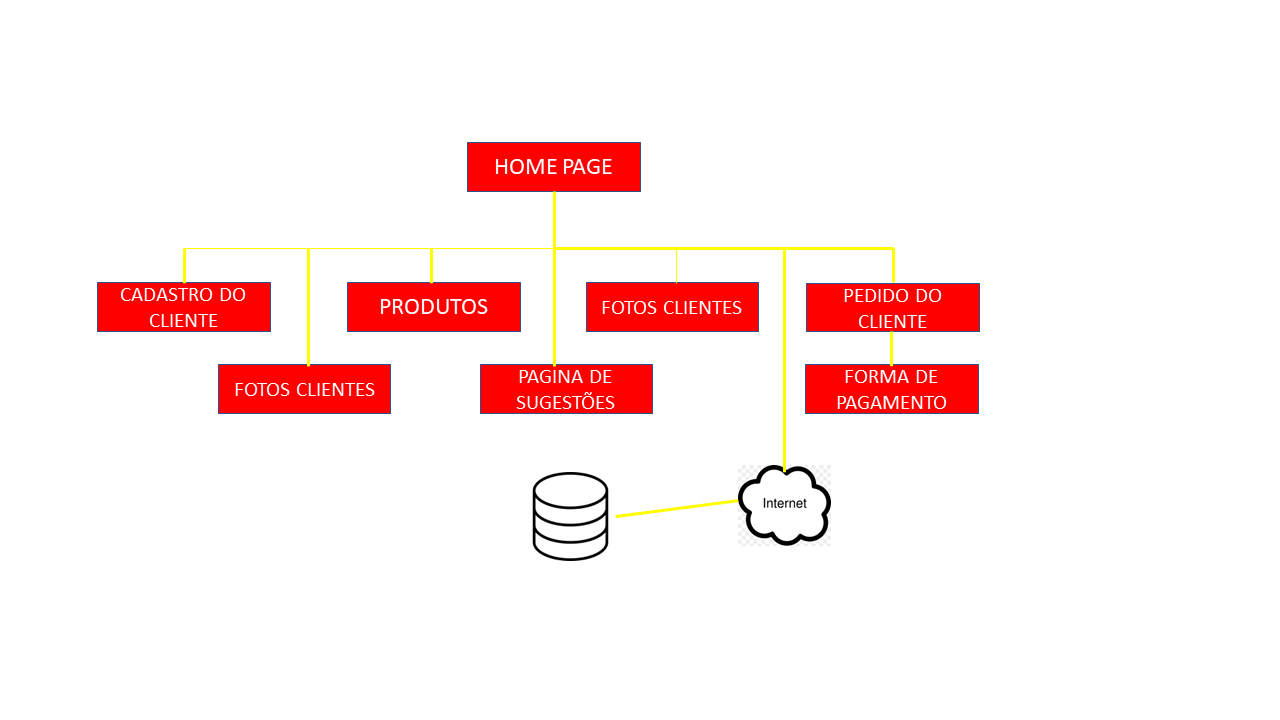 HOME PAGE
CADASTRO DO
CLIENTE
PRODUTOS
FOTOS CLIENTES
PEDIDO DO
CLIENTE
FOTOS CLIENTES
PAGINA DE
SUGESTÕES
FORMA DE
PAGAMENTO
Internet